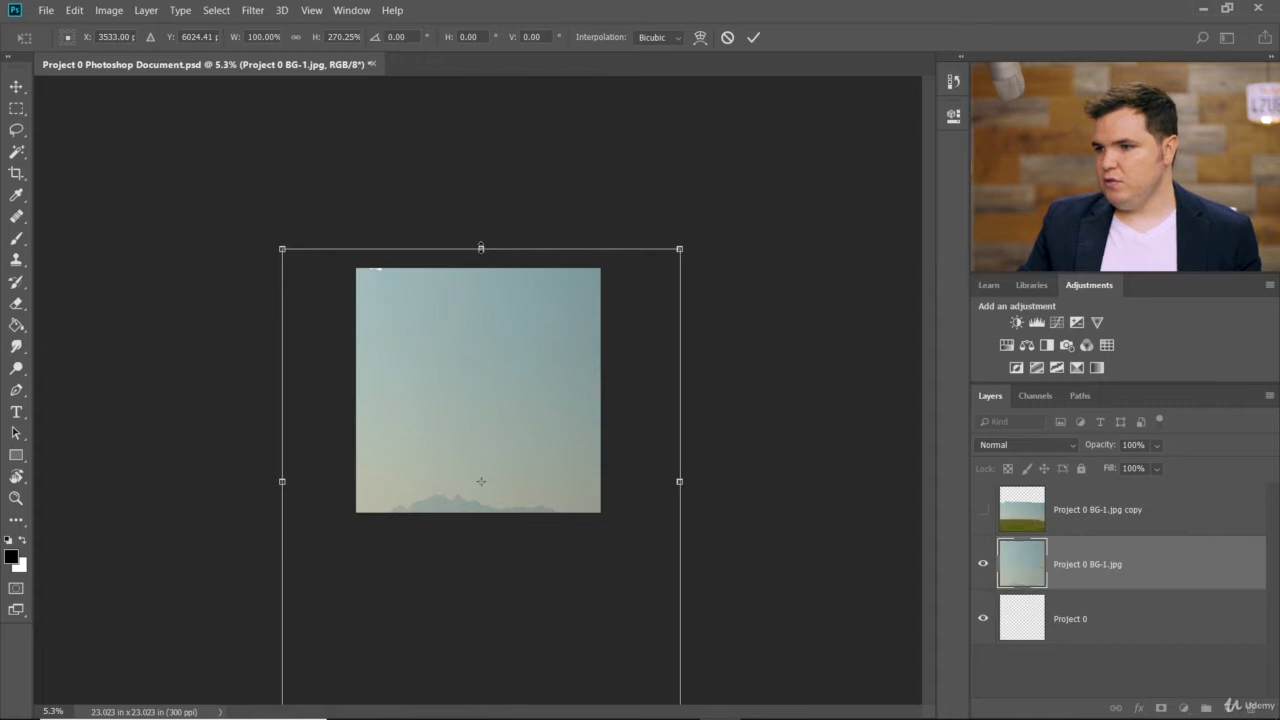 Ps File Edit Image Layer Type Select Filter 3D View Window Help
X: 3533.00 p Y: 6024.41 p W: 100.00% H: 270.25% 0.00 ° H: 0.00 ° V: 0.00 ° Interpolation: Bicubic
Project 0 Photoshop Document.psd @ 5.3% (Project 0 BG-1.jpg, RGB/8*) *
Learn Libraries Adjustments
Add an adjustment
Layers Channels Paths
Kind
Normal Opacity: 100%
Lock: Fill: 100%
Project 0 BG-1.jpg copy
Project 0 BG-1.jpg
Project 0
T
5.3% 23.023 in x 23.023 in (300 ppi)
fx
Udemy